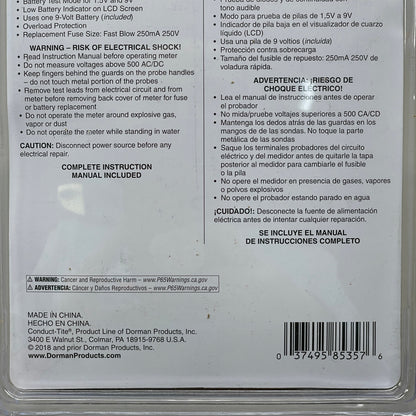 Battery Test Mode for 1.5V and 9V
• Low Battery Indicator on LCD Screen
• Uses one 9-Volt Battery (included)
• Overload Protection
• Replacement Fuse Size: Fast Blow 250mA 250V
WARNING – RISK OF ELECTRICAL SHOCK!
• Read Instruction Manual before operating meter
• Do not measure voltages above 500 AC/DC
• Keep fingers behind the guards on the probe handles
- do not touch metal portion of the probes
• Remove test leads from electrical circuit and from
meter before removing back cover of meter for fuse
or battery replacement
• Do not operate the meter around explosive gas,
vapor or dust
• Do not operate the meter while standing in water
CAUTION: Disconnect power source before any
electrical repair.
COMPLETE INSTRUCTION
MANUAL INCLUDED
de continuidad con
tono audible
• Modo para prueba de pilas de 1,5V a 9V
• Indicador de pila baja en el visualizador de cuarzo
líquido (LCD)
• Usa una pila de 9 voltios (incluida)
• Protección contra sobrecarga
• Tamaño del fusible de repuesto: 250mA 250V de
voladura rápida.
ADVERTENCIA: ¡RIESGO DE
CHOQUE ELÉCTRICO!
• Lea el manual de instrucciones antes de operar
el probador
• No mida/pruebe voltajes superiores a 500 CA/CD
• Mantenga los dedos atrás de las guardas en los
mangos de de las sondas. No toque la parte
metálica de las sondas
• Saque los terminales probadores del circuito
eléctrico y del medidor antes de quitarle la tapa
posterior al medidor para cambiarle el fusible
o la pila
• No opere el medidor en presencia de gases, vapores
o polvos explosivos
• No opere el probador estando parado en agua
¡CUIDADO!: Desconecte la fuente de alimentación
eléctrica antes de intentar cualquier reparación.
SE INCLUYE EL MANUAL
DE INSTRUCCIONES COMPLETO
⚠ WARNING: Cancer and Reproductive Harm – www.P65Warnings.ca.gov
⚠ ADVERTENCIA: Cáncer y Daños Reproductivos – www.P65Warnings.ca.gov
MADE IN CHINA.
HECHO EN CHINA.
Conduct-Tite®, Product Line of Dorman Products, Inc.
3400 E Walnut St., Colmar, PA 18915-9768 U.S.A.
© 2018 and prior Dorman Products, Inc.
www.DormanProducts.com
0 37495 85357 6